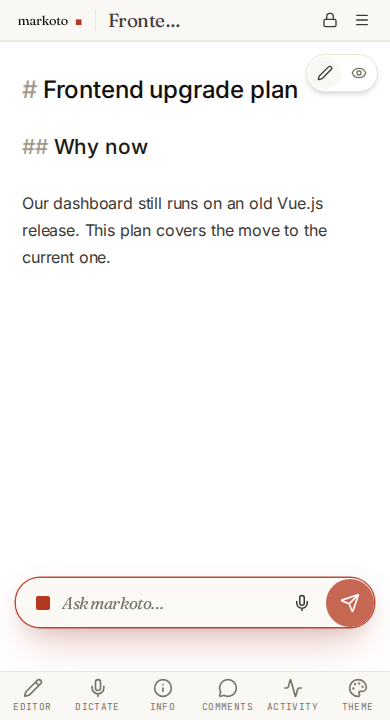 markoto
Fronte...
# Frontend upgrade plan
## Why now
Our dashboard still runs on an old Vue.js
release. This plan covers the move to the
current one.
Ask markoto...
EDITOR
DICTATE
INFO
COMMENTS
ACTIVITY
THEME